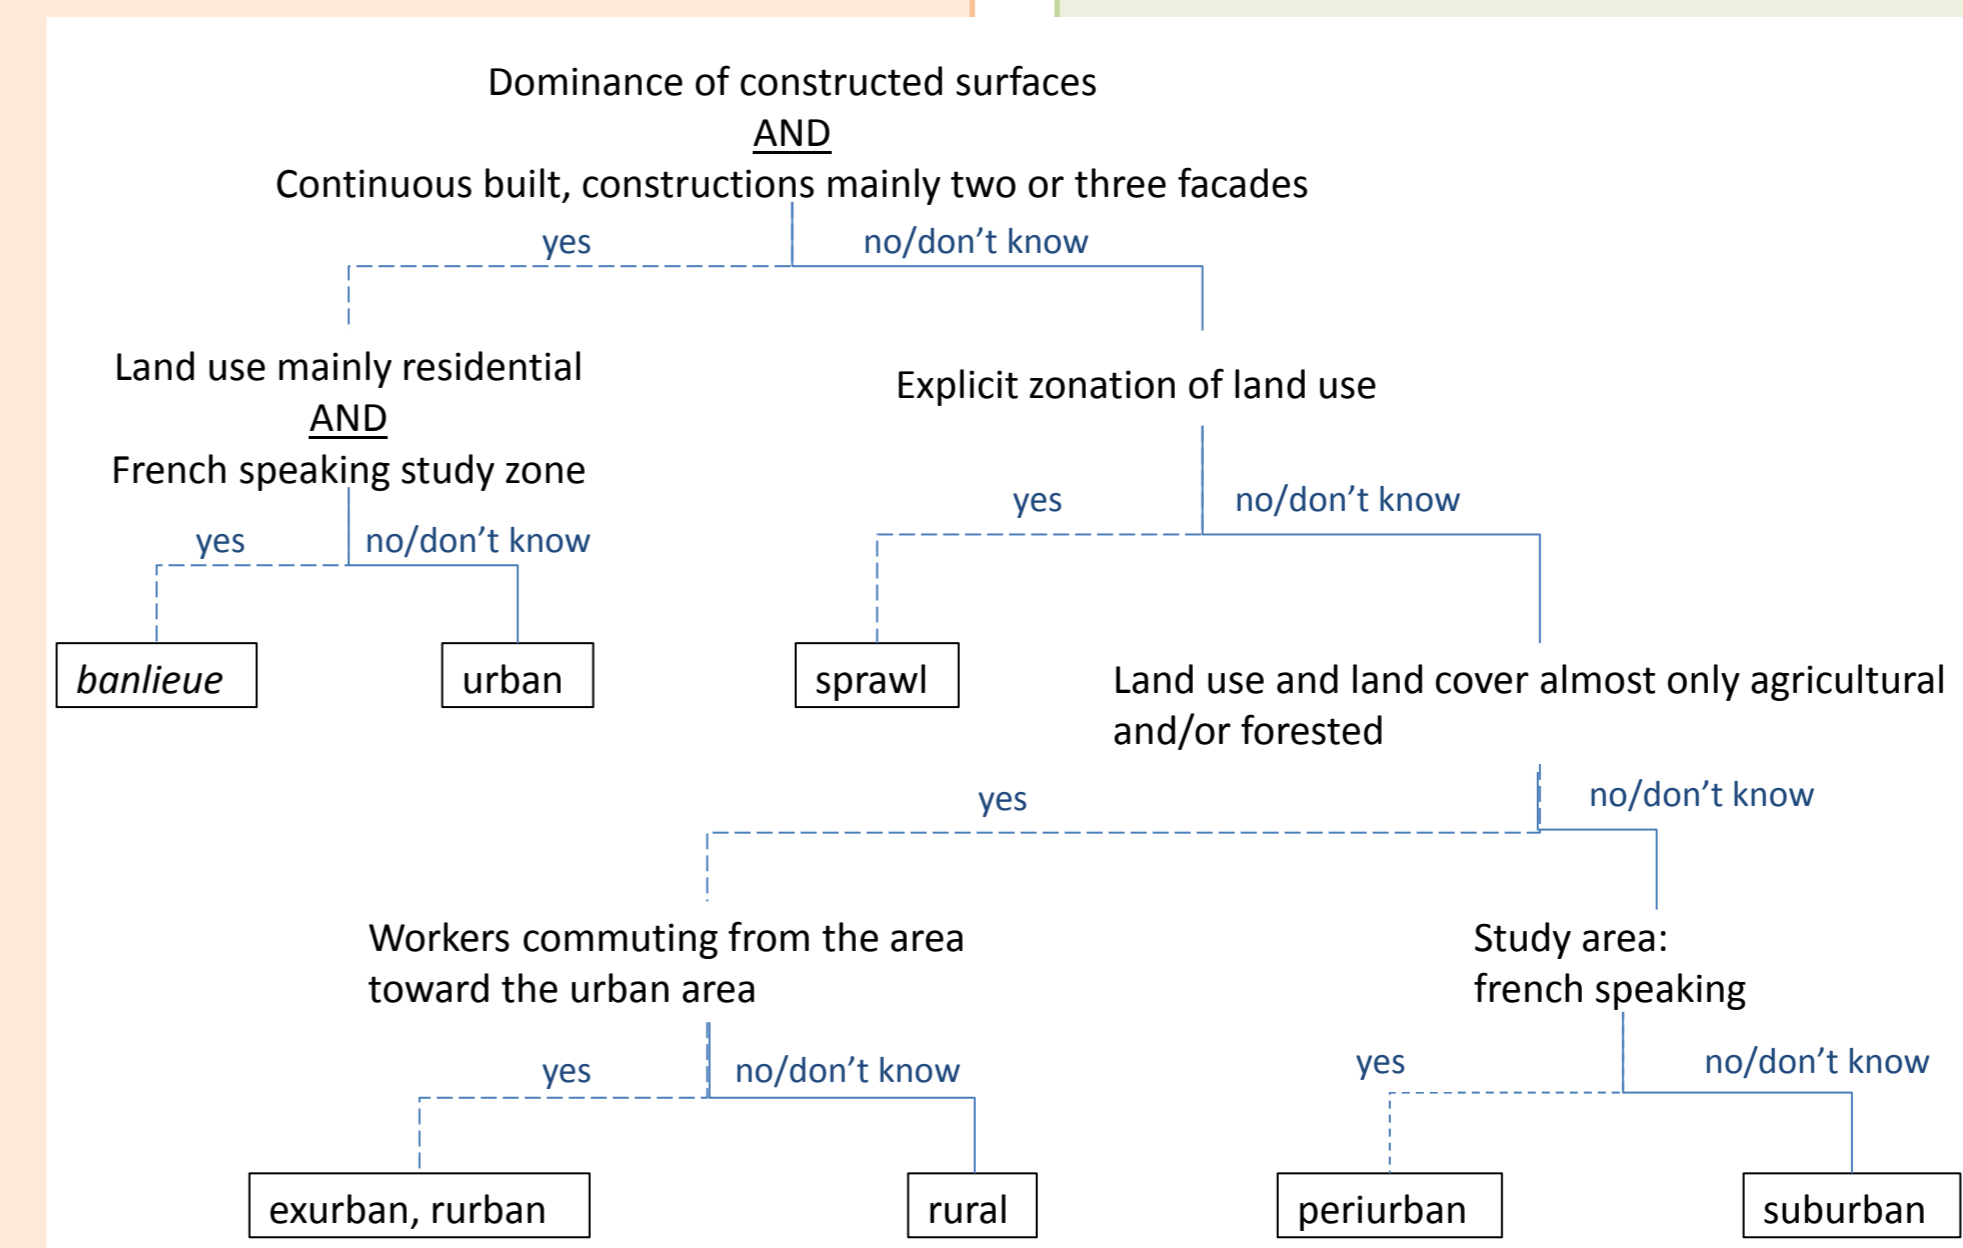 Dominance of constructed surfaces
AND
Continuous built, constructions mainly two or three facades
yes
no/don't know
Land use mainly residential
AND
French speaking study zone
Explicit zonation of land use
yes
no/don't know
yes
no/don't know
banlieue
urban
sprawl
Land use and land cover almost only agricultural
and/or forested
yes
no/don't know
Workers commuting from the area
toward the urban area
Study area:
french speaking
yes
no/don't know
yes
no/don't know
exurban, rurban
rural
periurban
suburban